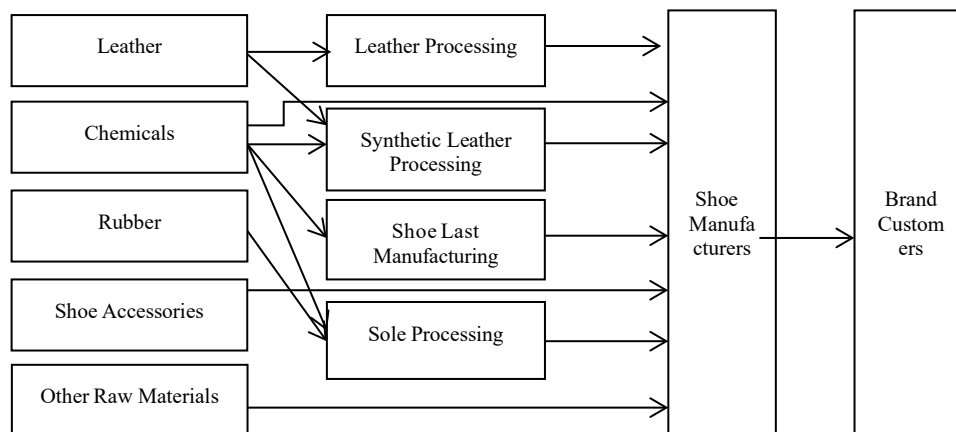 Leather
Leather Processing
Chemicals
Synthetic Leather
Processing
Rubber
Shoe Last
Manufacturing
Shoe
Manufa
cturers
Brand
Custom
ers
Shoe Accessories
Sole Processing
Other Raw Materials